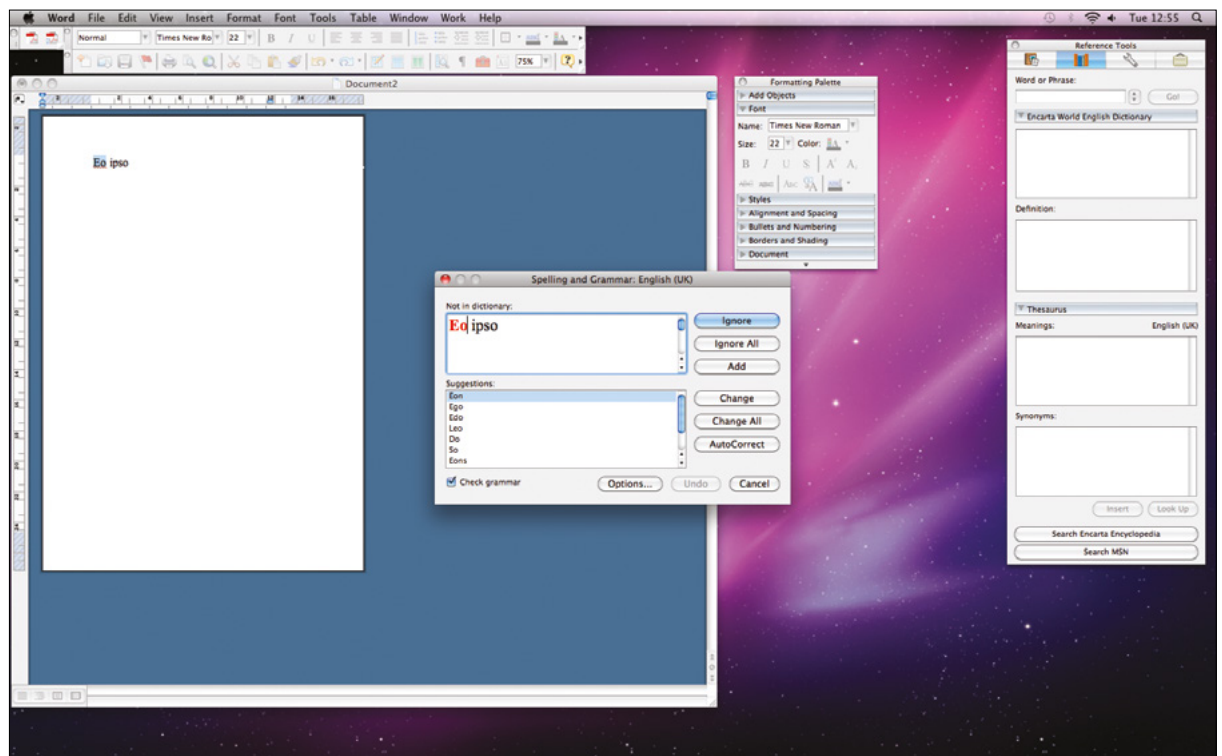 Word File Edit View Insert Format Font Tools Table Window Work Help
Tue 12:55
Normal Times New Ro 22 B I U
75%
Document2
Eo ipso
Formatting Palette
Add Objects
Font
Name: Times New Roman
Size: 22 Color:
B I U S A² A₂
abc ABC Abc
Styles
Alignment and Spacing
Bullets and Numbering
Borders and Shading
Document
Spelling and Grammar: English (UK)
Not in dictionary:
Eo ipso
Ignore
Ignore All
Add
Suggestions:
Eon
Ego
Edo
Leo
Do
So
Eons
Change
Change All
AutoCorrect
Check grammar
Options... Undo Cancel
Reference Tools
Word or Phrase:
Go!
Encarta World English Dictionary
Definition:
Thesaurus
Meanings: English (UK)
Synonyms:
Insert Look Up
Search Encarta Encyclopedia
Search MSN